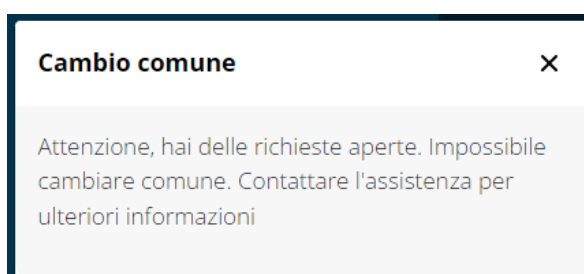 Cambio comune
Attenzione, hai delle richieste aperte. Impossibile
cambiare comune. Contattare l'assistenza per
ulteriori informazioni